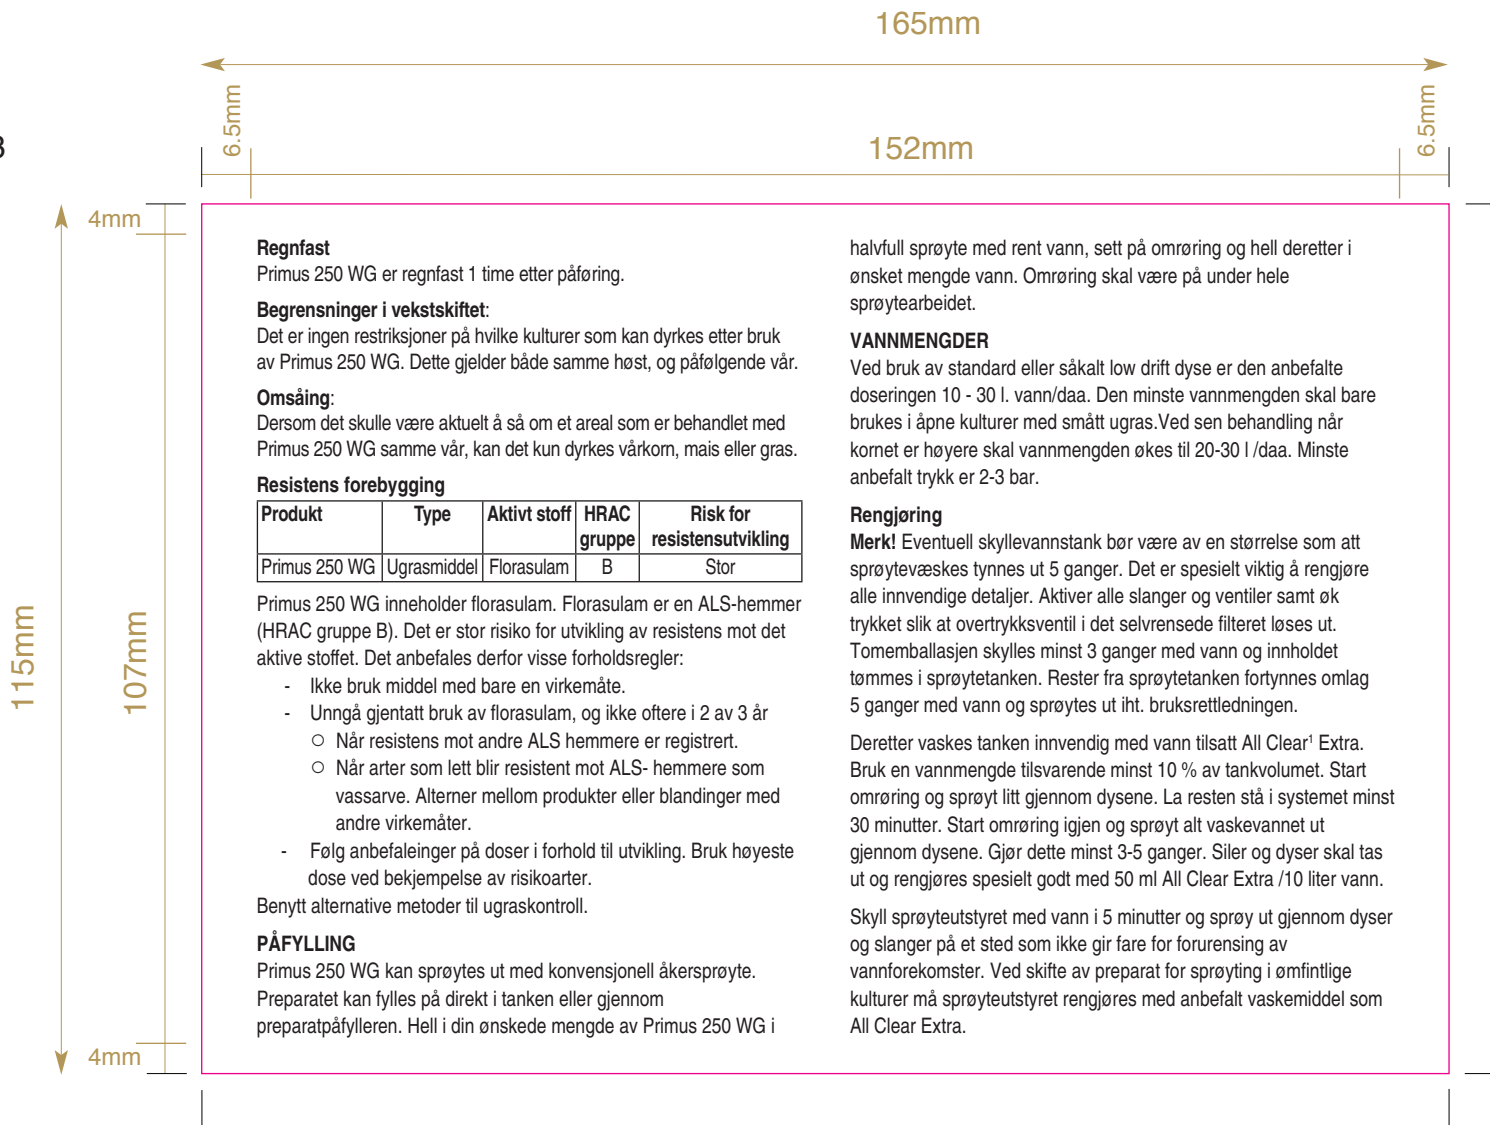 165mm
6.5mm
152mm
6.5mm
3
4mm
115mm
107mm
4mm
Regnfast
Primus 250 WG er regnfast 1 time etter påføring.
Begrensninger i vekstskiftet:
Det er ingen restriksjoner på hvilke kulturer som kan dyrkes etter bruk
av Primus 250 WG. Dette gjelder både samme høst, og påfølgende vår.
Omsåing:
Dersom det skulle være aktuelt å så om et areal som er behandlet med
Primus 250 WG samme vår, kan det kun dyrkes vårkorn, mais eller gras.
Resistens forebygging
Produkt Type Aktivt stoff HRAC Risk for
gruppe resistensutvikling
Primus 250 WG Ugrasmiddel Florasulam B Stor
Primus 250 WG inneholder florasulam. Florasulam er en ALS-hemmer
(HRAC gruppe B). Det er stor risiko for utvikling av resistens mot det
aktive stoffet. Det anbefales derfor visse forholdsregler:
- Ikke bruk middel med bare en virkemåte.
- Unngå gjentatt bruk av florasulam, og ikke oftere i 2 av 3 år
○ Når resistens mot andre ALS hemmere er registrert.
○ Når arter som lett blir resistent mot ALS- hemmere som
vassarve. Alterner mellom produkter eller blandinger med
andre virkemåter.
- Følg anbefaleinger på doser i forhold til utvikling. Bruk høyeste
dose ved bekjempelse av risikoarter.
Benytt alternative metoder til ugraskontroll.
PÅFYLLING
Primus 250 WG kan sprøytes ut med konvensjonell åkersprøyte.
Preparatet kan fylles på direkt i tanken eller gjennom
preparatpåfylleren. Hell i din ønskede mengde av Primus 250 WG i
halvfull sprøyte med rent vann, sett på omrøring og hell deretter i
ønsket mengde vann. Omrøring skal være på under hele
sprøytearbeidet.
VANNMENGDER
Ved bruk av standard eller såkalt low drift dyse er den anbefalte
doseringen 10 - 30 l. vann/daa. Den minste vannmengden skal bare
brukes i åpne kulturer med smått ugras.Ved sen behandling når
kornet er høyere skal vannmengden økes til 20-30 l /daa. Minste
anbefalt trykk er 2-3 bar.
Rengjøring
Merk! Eventuell skyllevannstank bør være av en størrelse som att
sprøytevæskes tynnes ut 5 ganger. Det er spesielt viktig å rengjøre
alle innvendige detaljer. Aktiver alle slanger og ventiler samt øk
trykket slik at overtrykksventil i det selvrensede filteret løses ut.
Tomemballasjen skylles minst 3 ganger med vann og innholdet
tømmes i sprøytetanken. Rester fra sprøytetanken fortynnes omlag
5 ganger med vann og sprøytes ut iht. bruksrettledningen.
Deretter vaskes tanken innvendig med vann tilsatt All Clear¹ Extra.
Bruk en vannmengde tilsvarende minst 10 % av tankvolumet. Start
omrøring og sprøyt litt gjennom dysene. La resten stå i systemet minst
30 minutter. Start omrøring igjen og sprøyt alt vaskevannet ut
gjennom dysene. Gjør dette minst 3-5 ganger. Siler og dyser skal tas
ut og rengjøres spesielt godt med 50 ml All Clear Extra /10 liter vann.
Skyll sprøyteutstyret med vann i 5 minutter og sprøy ut gjennom dyser
og slanger på et sted som ikke gir fare for forurensing av
vannforekomster. Ved skifte av preparat for sprøyting i ømfintlige
kulturer må sprøyteutstyret rengjøres med anbefalt vaskemiddel som
All Clear Extra.